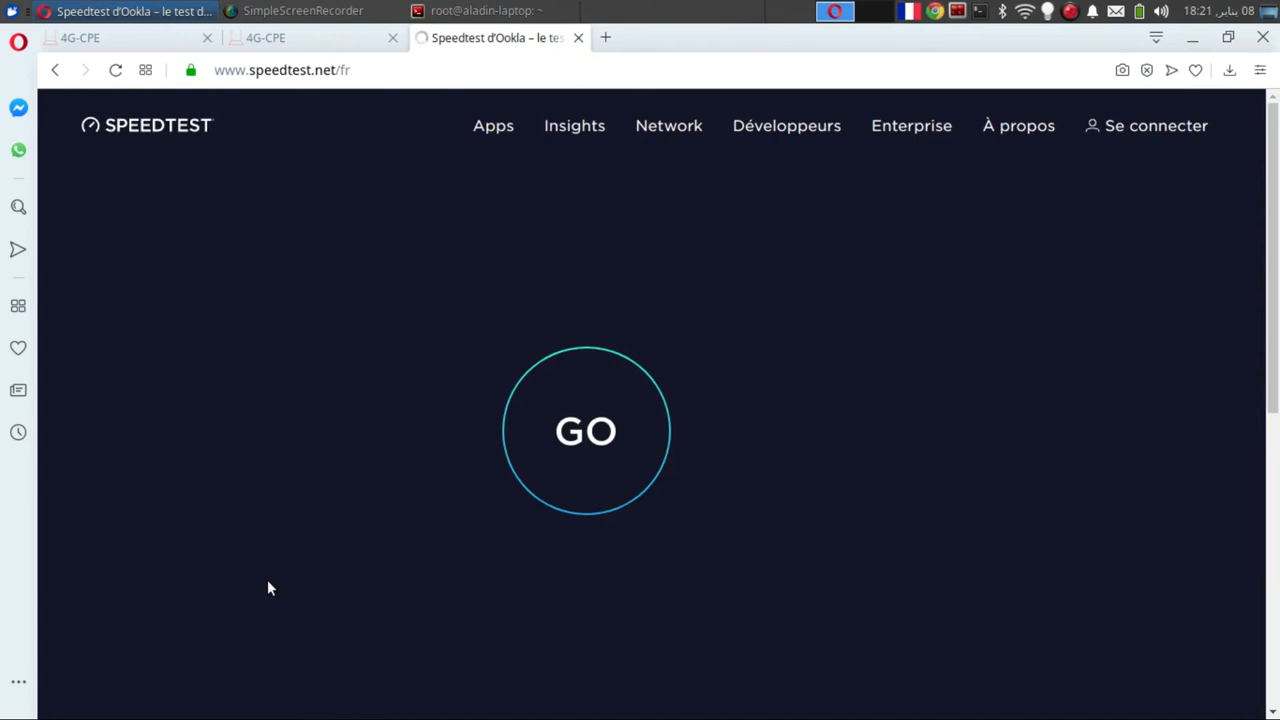 Speedtest d'Ookla – le test d...
SimpleScreenRecorder
root@aladin-laptop: ~
08 يناير, 18:21
4G-CPE
4G-CPE
Speedtest d'Ookla – le tes
www.speedtest.net/fr
SPEEDTEST
Apps
Insights
Network
Développeurs
Enterprise
À propos
Se connecter
GO